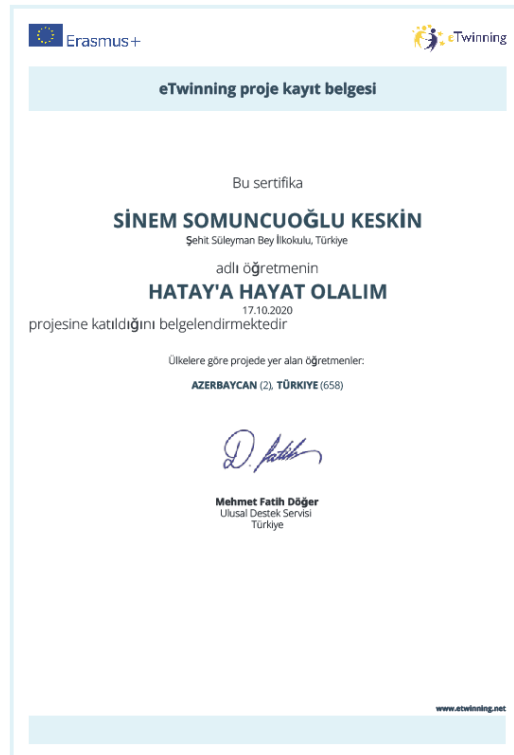 Erasmus+
eTwinning
eTwinning proje kayıt belgesi
Bu sertifika
SİNEM SOMUNCUOĞLU KESKİN
Şehit Süleyman Bey İlkokulu, Türkiye
adlı öğretmenin
HATAY'A HAYAT OLALIM
17.10.2020
projesine katıldığını belgelendirmektedir
Ülkelere göre projede yer alan öğretmenler:
AZERBAYCAN (2), TÜRKIYE (658)
D. fatih
Mehmet Fatih Döğer
Ulusal Destek Servisi
Türkiye
www.etwinning.net